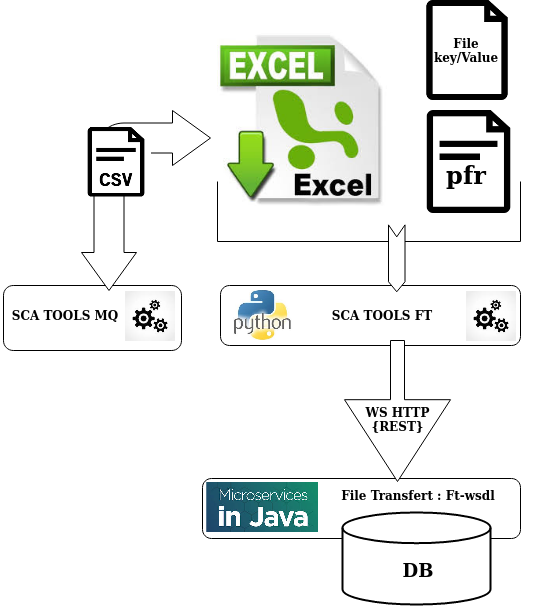 File
key/Value
EXCEL
CSV
Excel
pfr
SCA TOOLS MQ
python
SCA TOOLS FT
WS HTTP
{REST}
Microservices
in Java
File Transfert : Ft-wsdl
DB